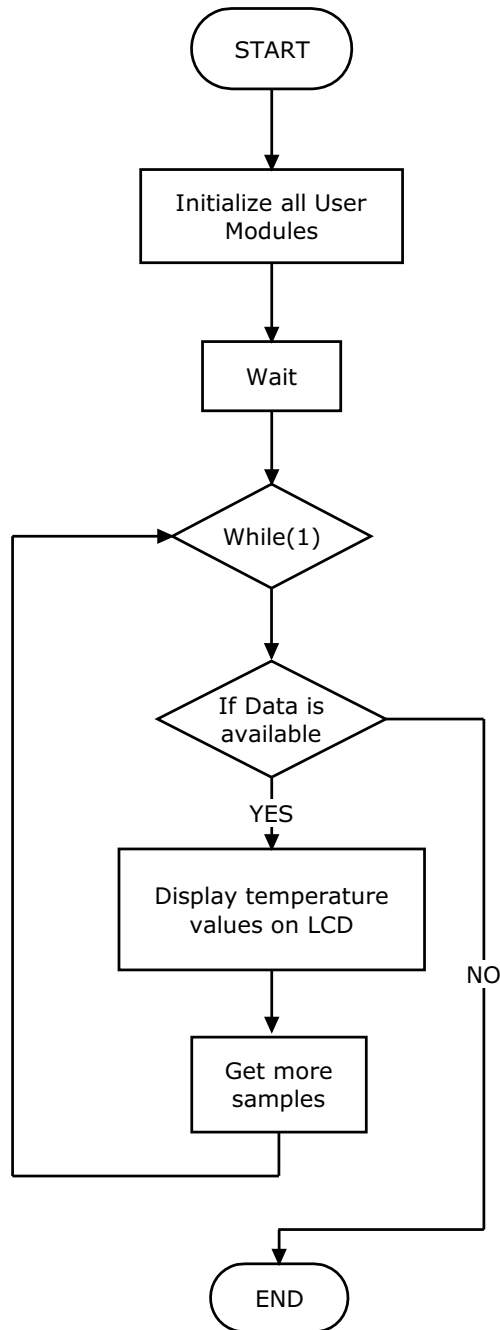 START
Initialize all User
Modules
Wait
While(1)
If Data is
available
YES
Display temperature
values on LCD
NO
Get more
samples
END